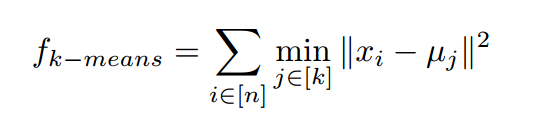 f_{k-means} = \sum_{i \in [n]} \min_{j \in [k]} \|x_i - \mu_j\|^2